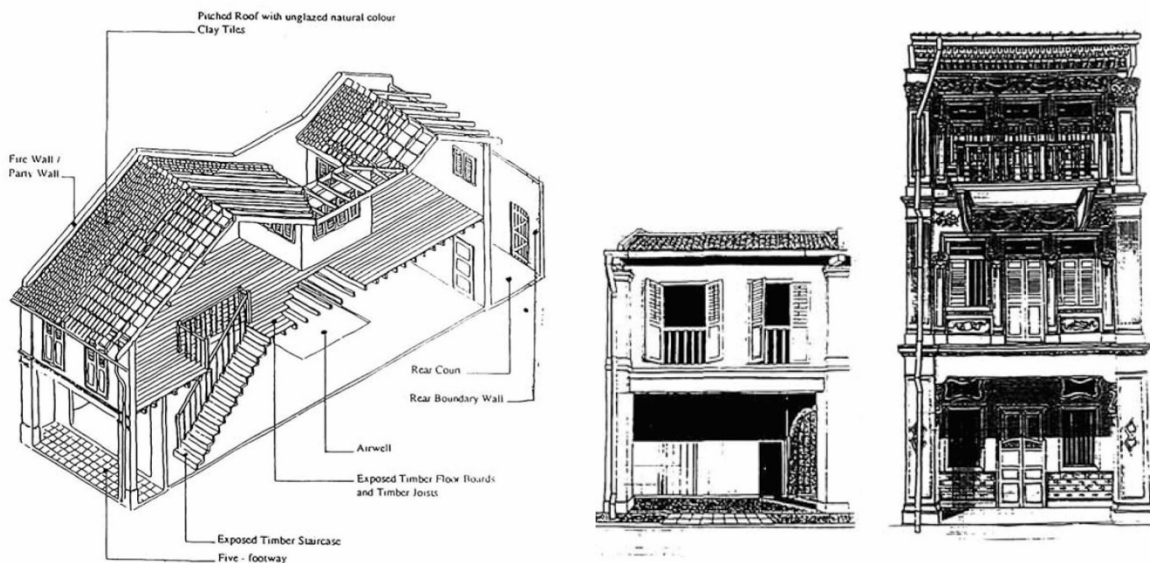 Pitched Roof with unglazed natural colour
Clay Tiles
Fire Wall /
Party Wall
Rear Court
Rear Boundary Wall
Airwell
Exposed Timber Floor Boards
and Timber Joists
Exposed Timber Staircase
Five - footway